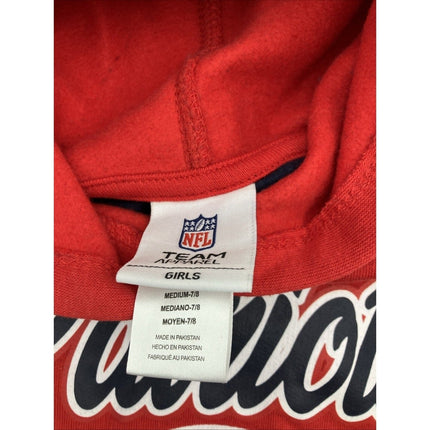 NFL
TEAM
APPAREL
GIRLS
MEDIUM-7/8
MEDIANO-7/8
MOYEN-7/8
MADE IN PAKISTAN
HECHO EN PAKISTAN
FABRIQUÉ AU PAKISTAN
Patriot